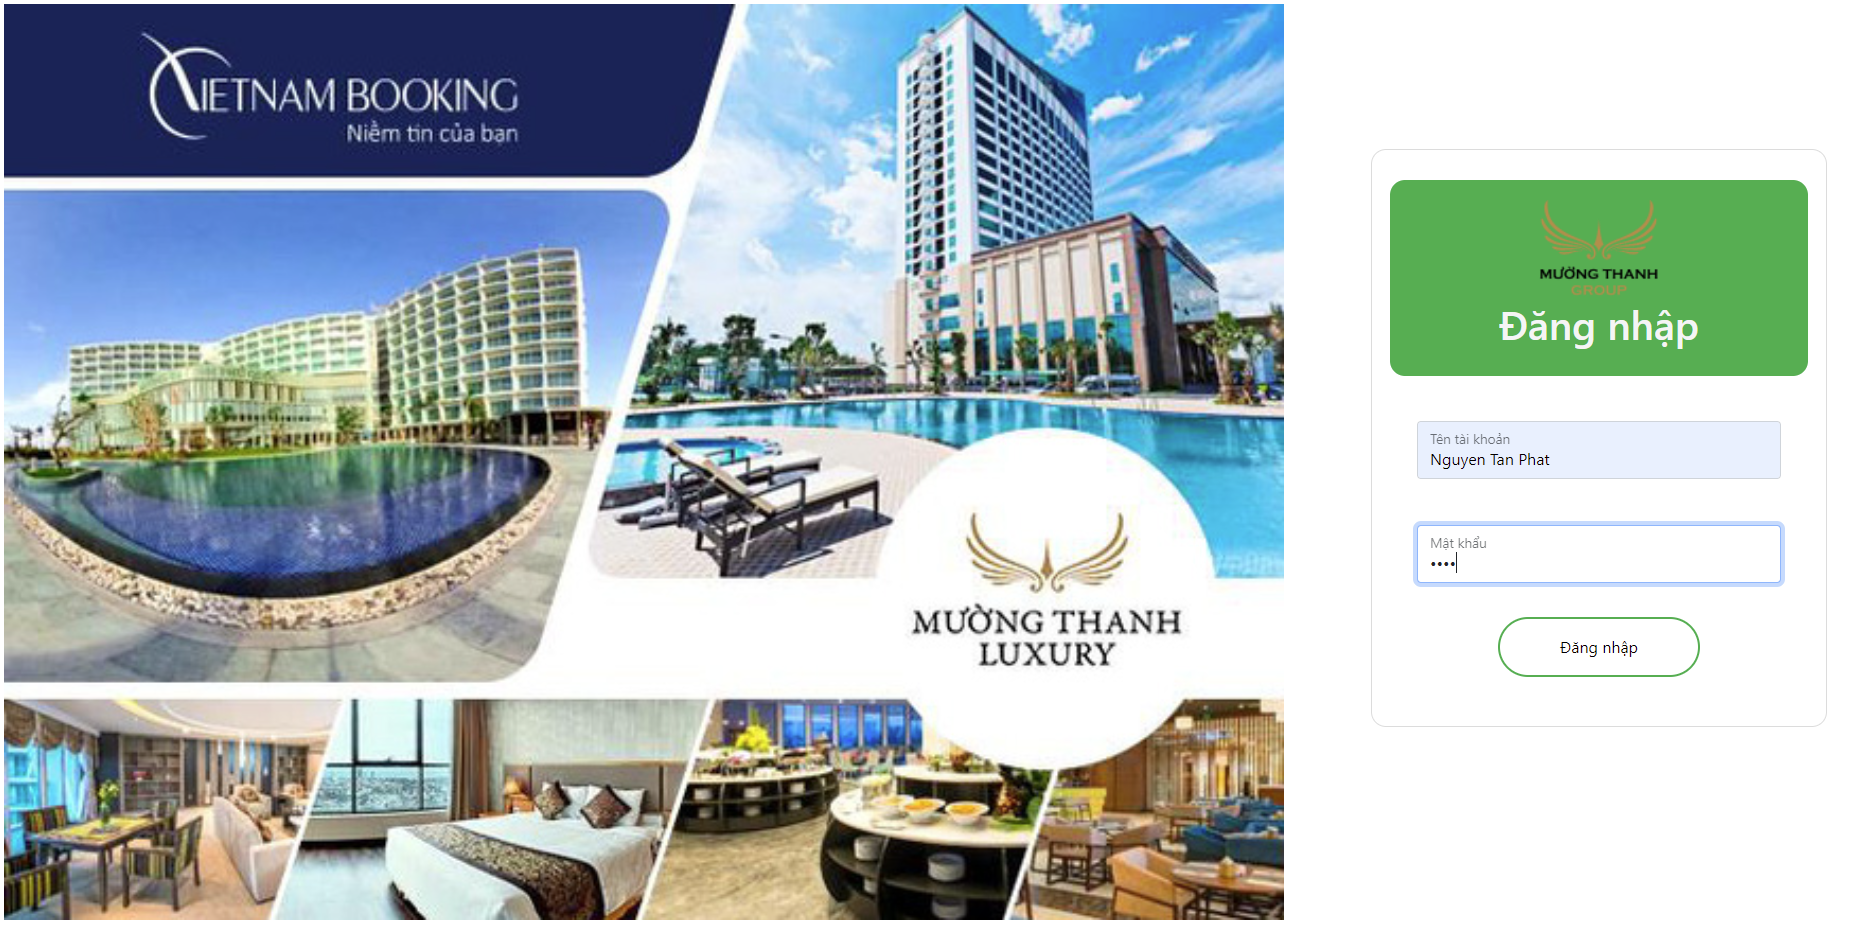 VIETNAM BOOKING
Niềm tin của bạn
MƯỜNG THANH
LUXURY
MƯỜNG THANH
GROUP
Đăng nhập
Tên tài khoản
Nguyen Tan Phat
Mật khẩu
••••
Đăng nhập